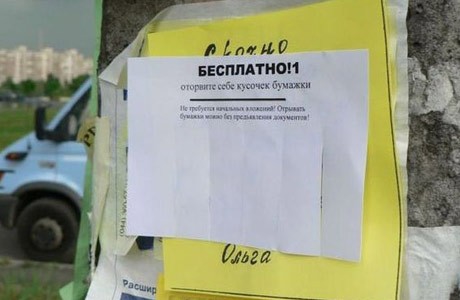 Срочно
БЕСПЛАТНО!1
оторвите себе кусочек бумажки
Не требуется начальных вложений! Отрывать
бумажки можно без предъявления документов!
Ольга
Расшир